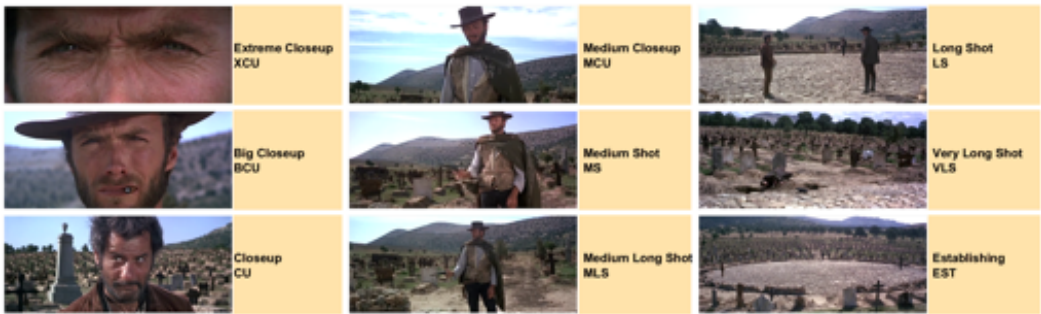 Extreme Closeup
XCU
Medium Closeup
MCU
Long Shot
LS
Big Closeup
BCU
Medium Shot
MS
Very Long Shot
VLS
Closeup
CU
Medium Long Shot
MLS
Establishing
EST